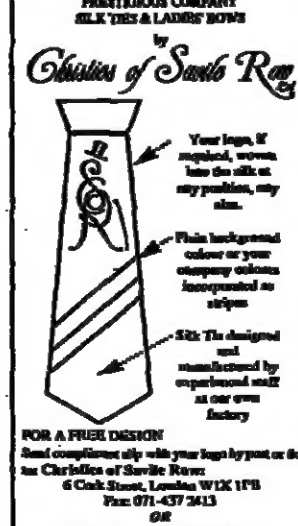 PRESTIGIOUS COMPANY
SILK TIES & LADIES' BOWS
by
Christies of Savile Row
Ltd
Your logo, if
required, woven
into the silk at
any position, any
size.
Plain background
colour or your
company colours
incorporated as
stripes
Silk Tie designed
and
manufactured by
experienced staff
at our own
factory
FOR A FREE DESIGN
Send compliment slip with your logo by post or
to: Christies of Savile Row:
6 Cork Street, London W1X 1PB
Fax: 071-437 2413
OR